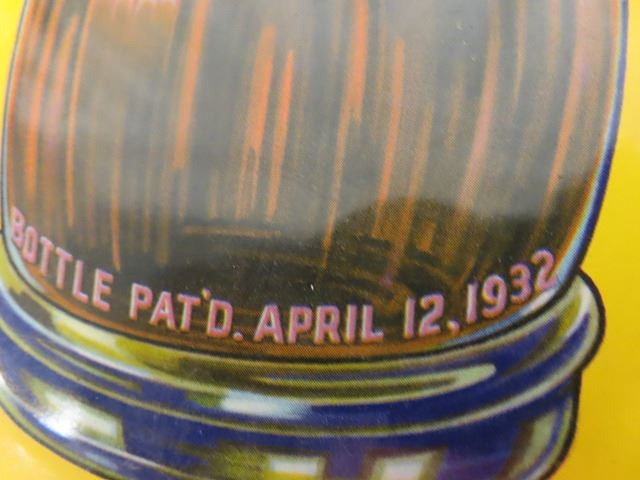 BOTTLE PAT'D. APRIL 12, 1932